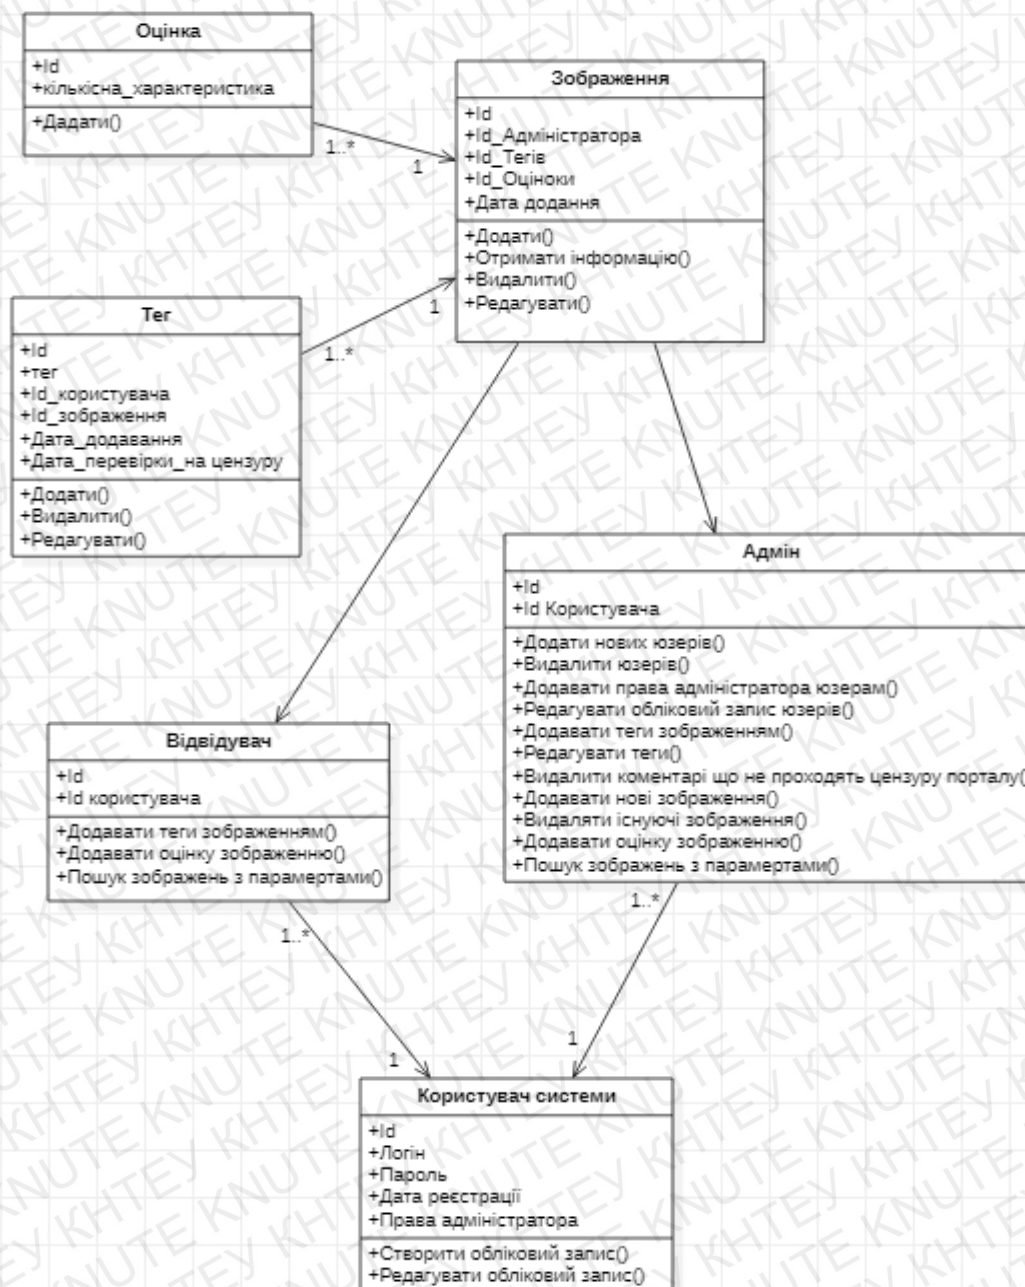 Оцінка
+Id
+кількісна_характеристика
+Дадати()
1..*
1
Зображення
+Id
+Id_Адміністратора
+Id_Тегів
+Id_Оціноки
+Дата додання
+Додати()
+Отримати інформацію()
+Видалити()
+Редагувати()
Тег
+Id
+тег
+Id_користувача
+Id_зображення
+Дата_додавання
+Дата_перевірки_на цензуру
+Додати()
+Видалити()
+Редагувати()
1..*
1
Адмін
+Id
+Id Користувача
+Додати нових юзерів()
+Видалити юзерів()
+Додавати права адміністратора юзерам()
+Редагувати обліковий запис юзерів()
+Додавати теги зображенням()
+Редагувати теги()
+Видалити коментарі що не проходять цензуру порталу(
+Додавати нові зображення()
+Видаляти існуючі зображення()
+Додавати оцінку зображенню()
+Пошук зображень з парамертами()
Відвідувач
+Id
+Id користувача
+Додавати теги зображенням()
+Додавати оцінку зображенню()
+Пошук зображень з парамертами()
1..*
1
1..*
1
Користувач системи
+Id
+Логін
+Пароль
+Дата реєстрації
+Права адміністратора
+Створити обліковий запис()
+Редагувати обліковий запис()
KNUTE КНТЕУ